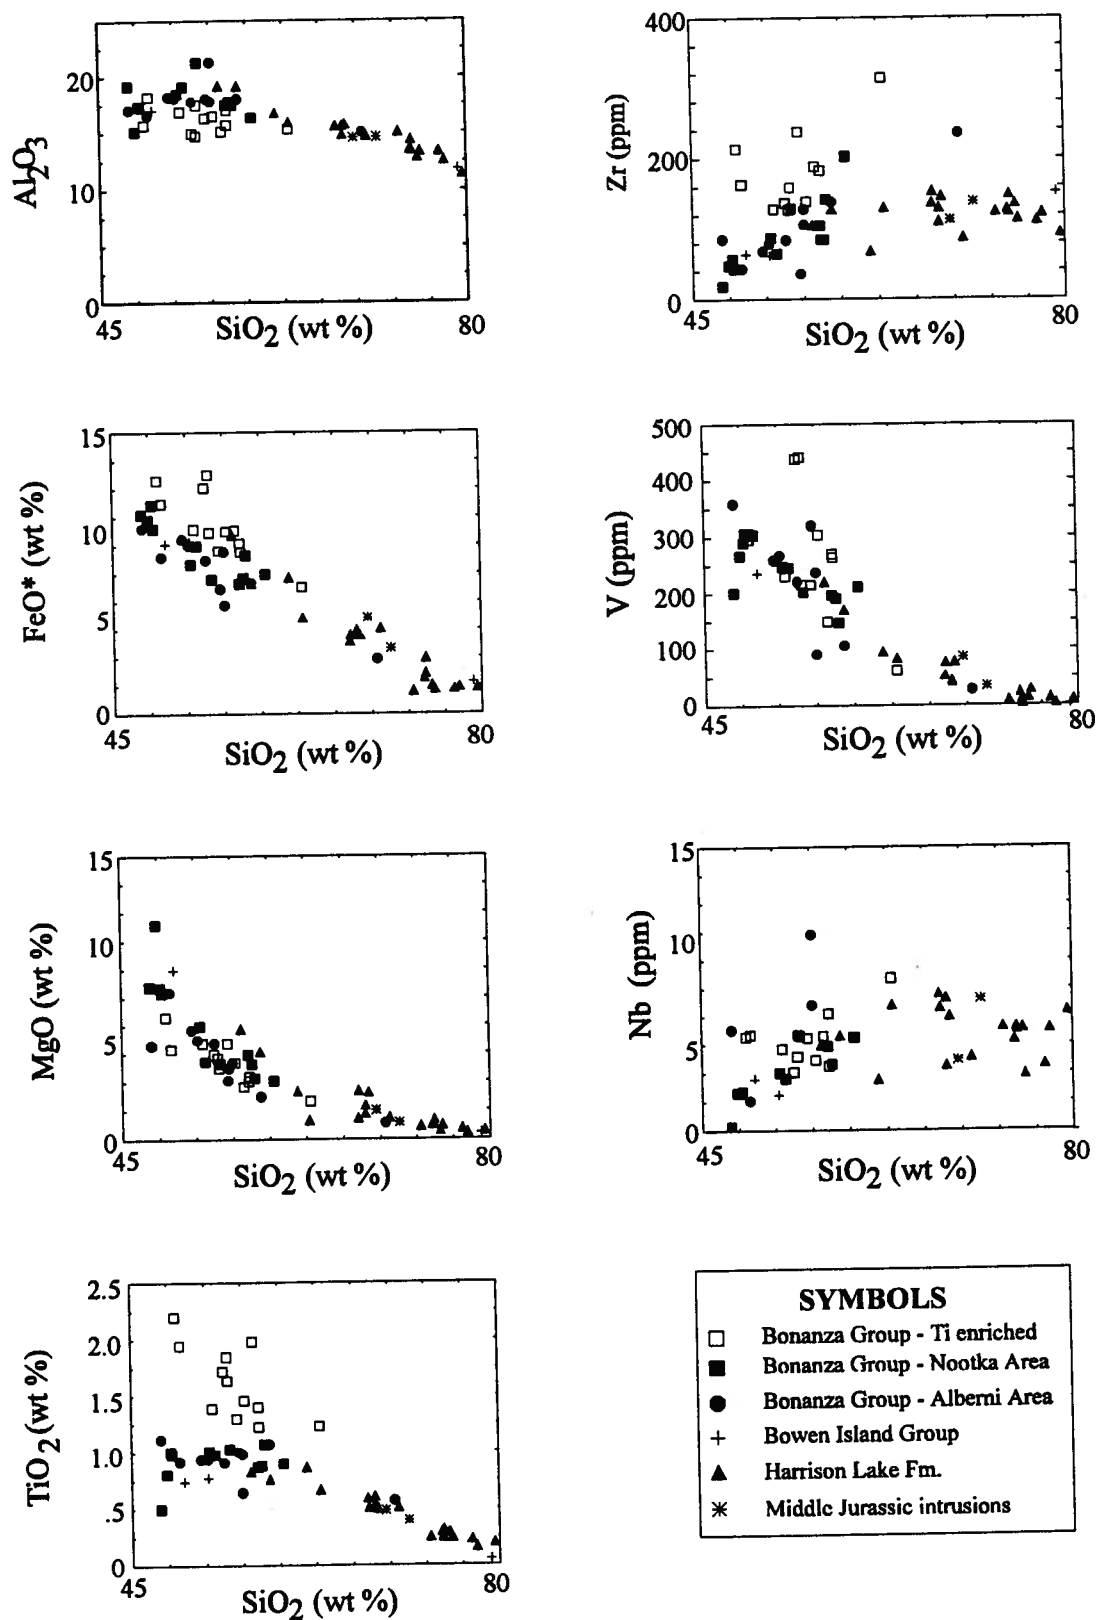 20
10
0
Al2O3
45
80
SiO2 (wt %)
400
200
0
Zr (ppm)
45
80
SiO2 (wt %)
15
10
5
0
FeO* (wt %)
45
80
SiO2 (wt %)
500
400
300
200
100
0
V (ppm)
45
80
SiO2 (wt %)
15
10
5
0
MgO (wt %)
45
80
SiO2 (wt %)
15
10
5
0
Nb (ppm)
45
80
SiO2 (wt %)
2.5
2.0
1.5
1.0
.5
0
TiO2 (wt %)
45
80
SiO2 (wt %)
SYMBOLS
Bonanza Group - Ti enriched
Bonanza Group - Nootka Area
Bonanza Group - Alberni Area
Bowen Island Group
Harrison Lake Fm.
Middle Jurassic intrusions